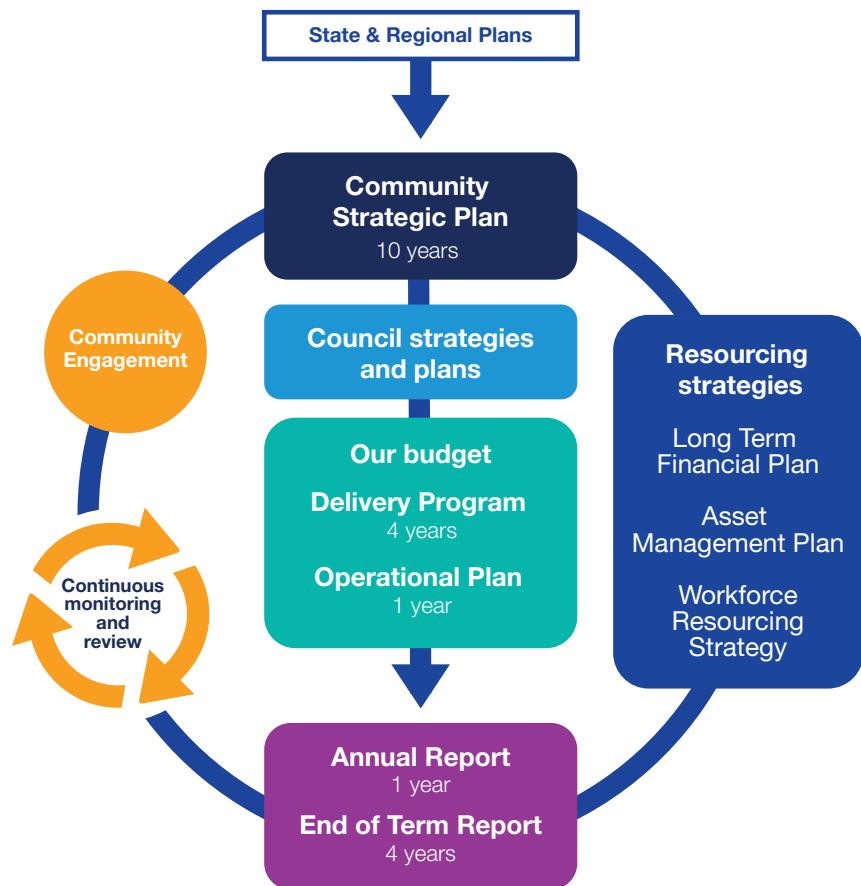 State & Regional Plans
Community
Strategic Plan
10 years
Community
Engagement
Council strategies
and plans
Resourcing
strategies
Long Term
Financial Plan
Asset
Management Plan
Workforce
Resourcing
Strategy
Our budget
Delivery Program
4 years
Operational Plan
1 year
Continuous
monitoring
and
review
Annual Report
1 year
End of Term Report
4 years